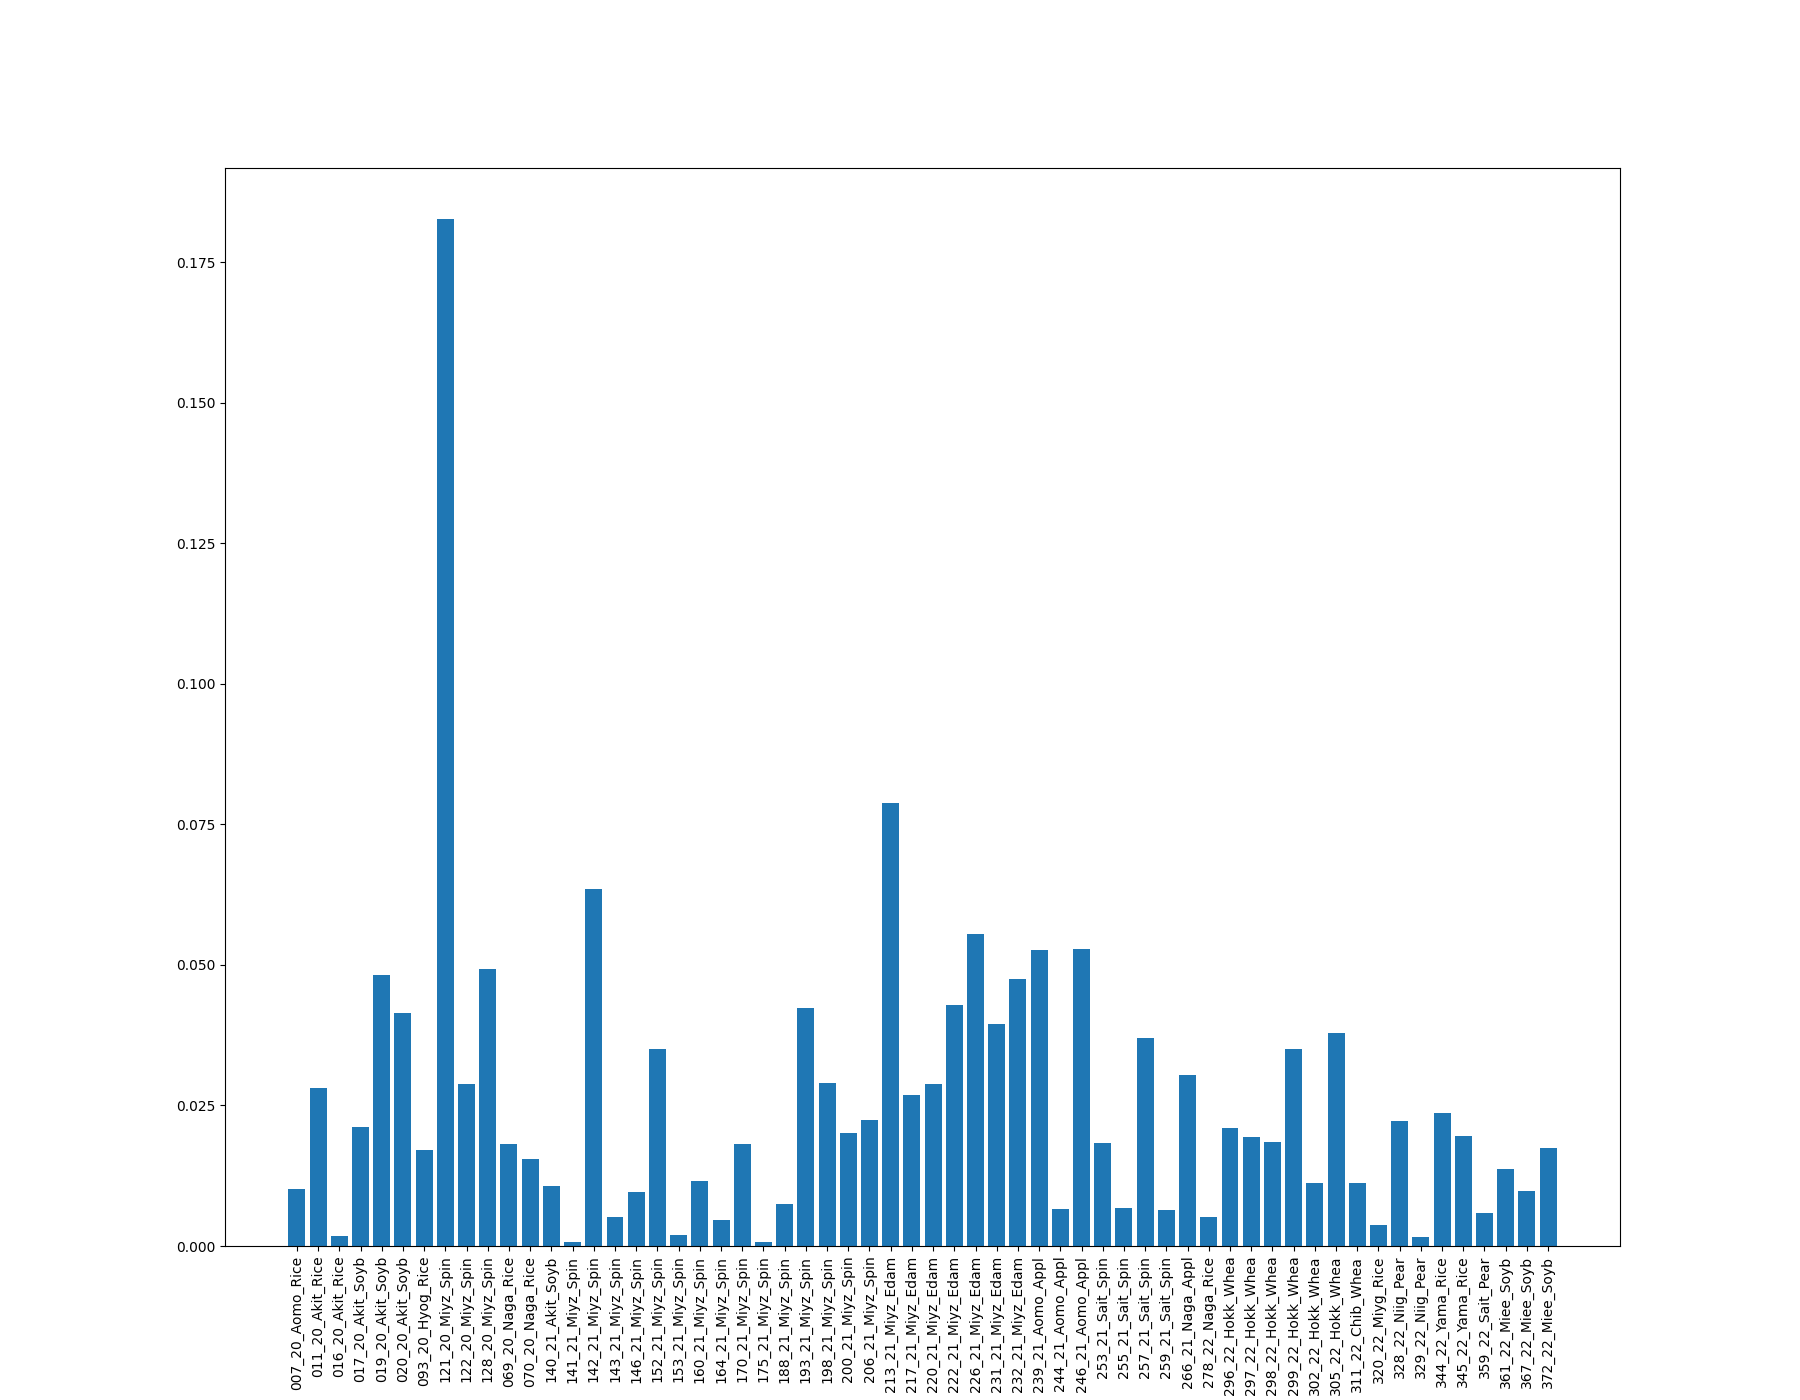 0.175
0.150
0.125
0.100
0.075
0.050
0.025
0.000
007_20_Aomo_Rice
011_20_Akit_Rice
016_20_Akit_Rice
017_20_Akit_Soyb
019_20_Akit_Soyb
020_20_Akit_Soyb
093_20_Hyog_Rice
121_20_Miyz_Spin
122_20_Miyz_Spin
128_20_Miyz_Spin
069_20_Naga_Rice
070_20_Naga_Rice
140_21_Akit_Soyb
141_21_Miyz_Spin
142_21_Miyz_Spin
143_21_Miyz_Spin
146_21_Miyz_Spin
152_21_Miyz_Spin
153_21_Miyz_Spin
160_21_Miyz_Spin
164_21_Miyz_Spin
170_21_Miyz_Spin
175_21_Miyz_Spin
188_21_Miyz_Spin
193_21_Miyz_Spin
198_21_Miyz_Spin
200_21_Miyz_Spin
206_21_Miyz_Spin
213_21_Miyz_Edam
217_21_Miyz_Edam
220_21_Miyz_Edam
222_21_Miyz_Edam
226_21_Miyz_Edam
231_21_Miyz_Edam
232_21_Miyz_Edam
239_21_Aomo_Appl
244_21_Aomo_Appl
246_21_Aomo_Appl
253_21_Sait_Spin
255_21_Sait_Spin
257_21_Sait_Spin
259_21_Sait_Spin
266_21_Naga_Appl
278_22_Naga_Rice
296_22_Hokk_Whea
297_22_Hokk_Whea
298_22_Hokk_Whea
299_22_Hokk_Whea
302_22_Hokk_Whea
305_22_Hokk_Whea
311_22_Chib_Whea
320_22_Miyg_Rice
328_22_Niig_Pear
329_22_Niig_Pear
344_22_Yama_Rice
345_22_Yama_Rice
359_22_Sait_Pear
361_22_Miee_Soyb
367_22_Miee_Soyb
372_22_Miee_Soyb